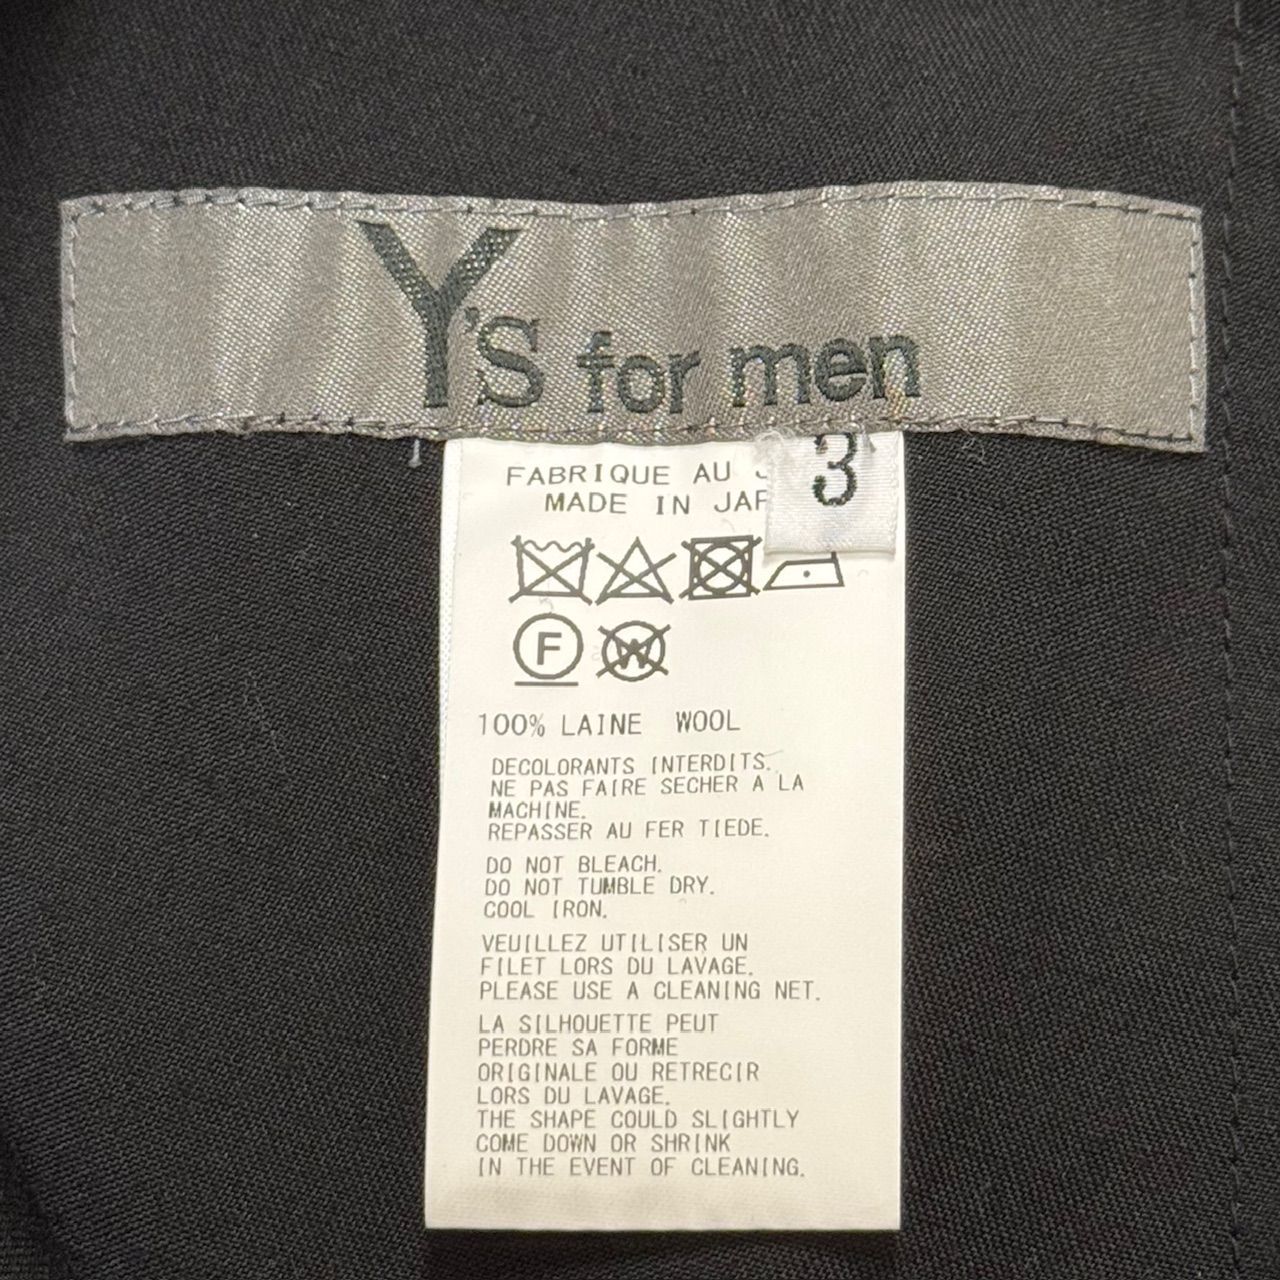 Y's for men
3
FABRIQUE AU
MADE IN
F
W
100% LAINE WOOL
DECOLORANTS INTERDITS.
NE PAS FAIRE SECHER A LA
MACHINE.
REPASSER AU FER TIEDE.
DO NOT BLEACH.
DO NOT TUMBLE DRY.
COOL IRON.
VEUILLEZ UTILISER UN
FILET LORS DU LAVAGE.
PLEASE USE A CLEANING NET.
LA SILHOUETTE PEUT
PERDRE SA FORME
ORIGINALE OU RETRECIR
LORS DU LAVAGE.
THE SHAPE COULD SLIGHTLY
COME DOWN OR SHRINK
IN THE EVENT OF CLEANING.